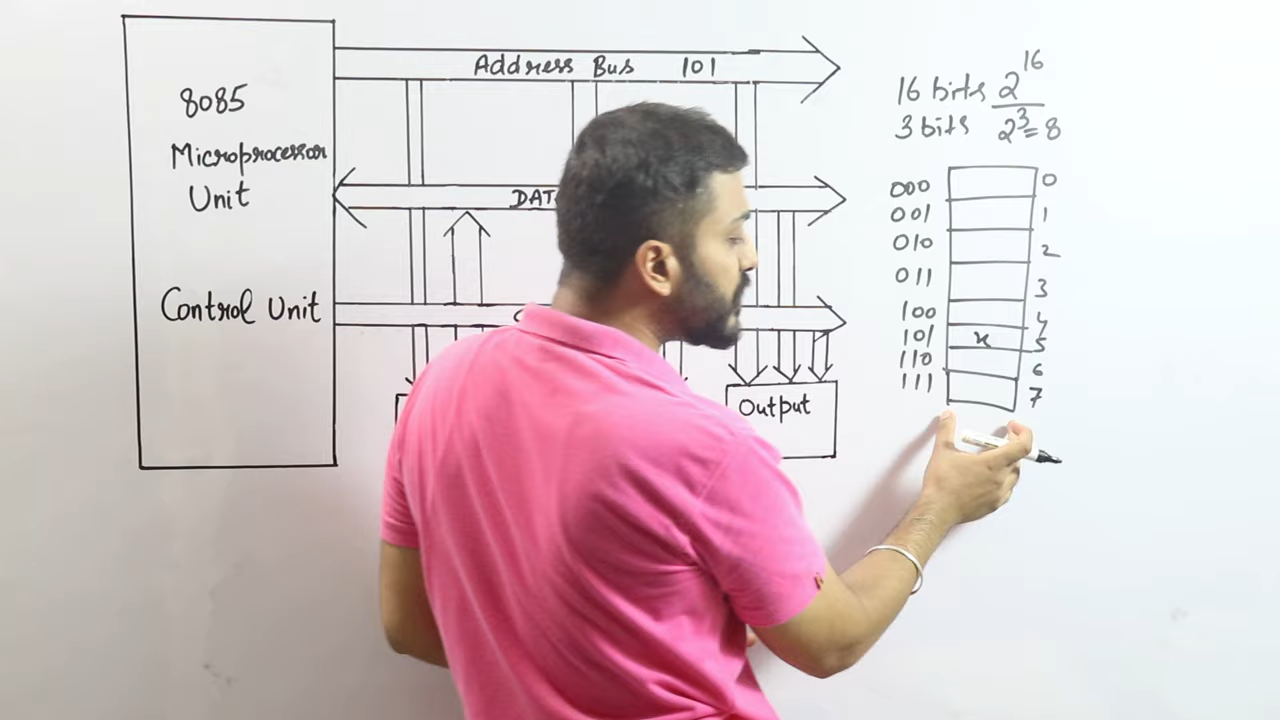 8085
Microprocessor
Unit
Control Unit
Address Bus 101
DAT
Output
16 bits 2^16
3 bits 2^3=8
000 0
001 1
010 2
011 3
100 4
101 x 5
110 6
111 7